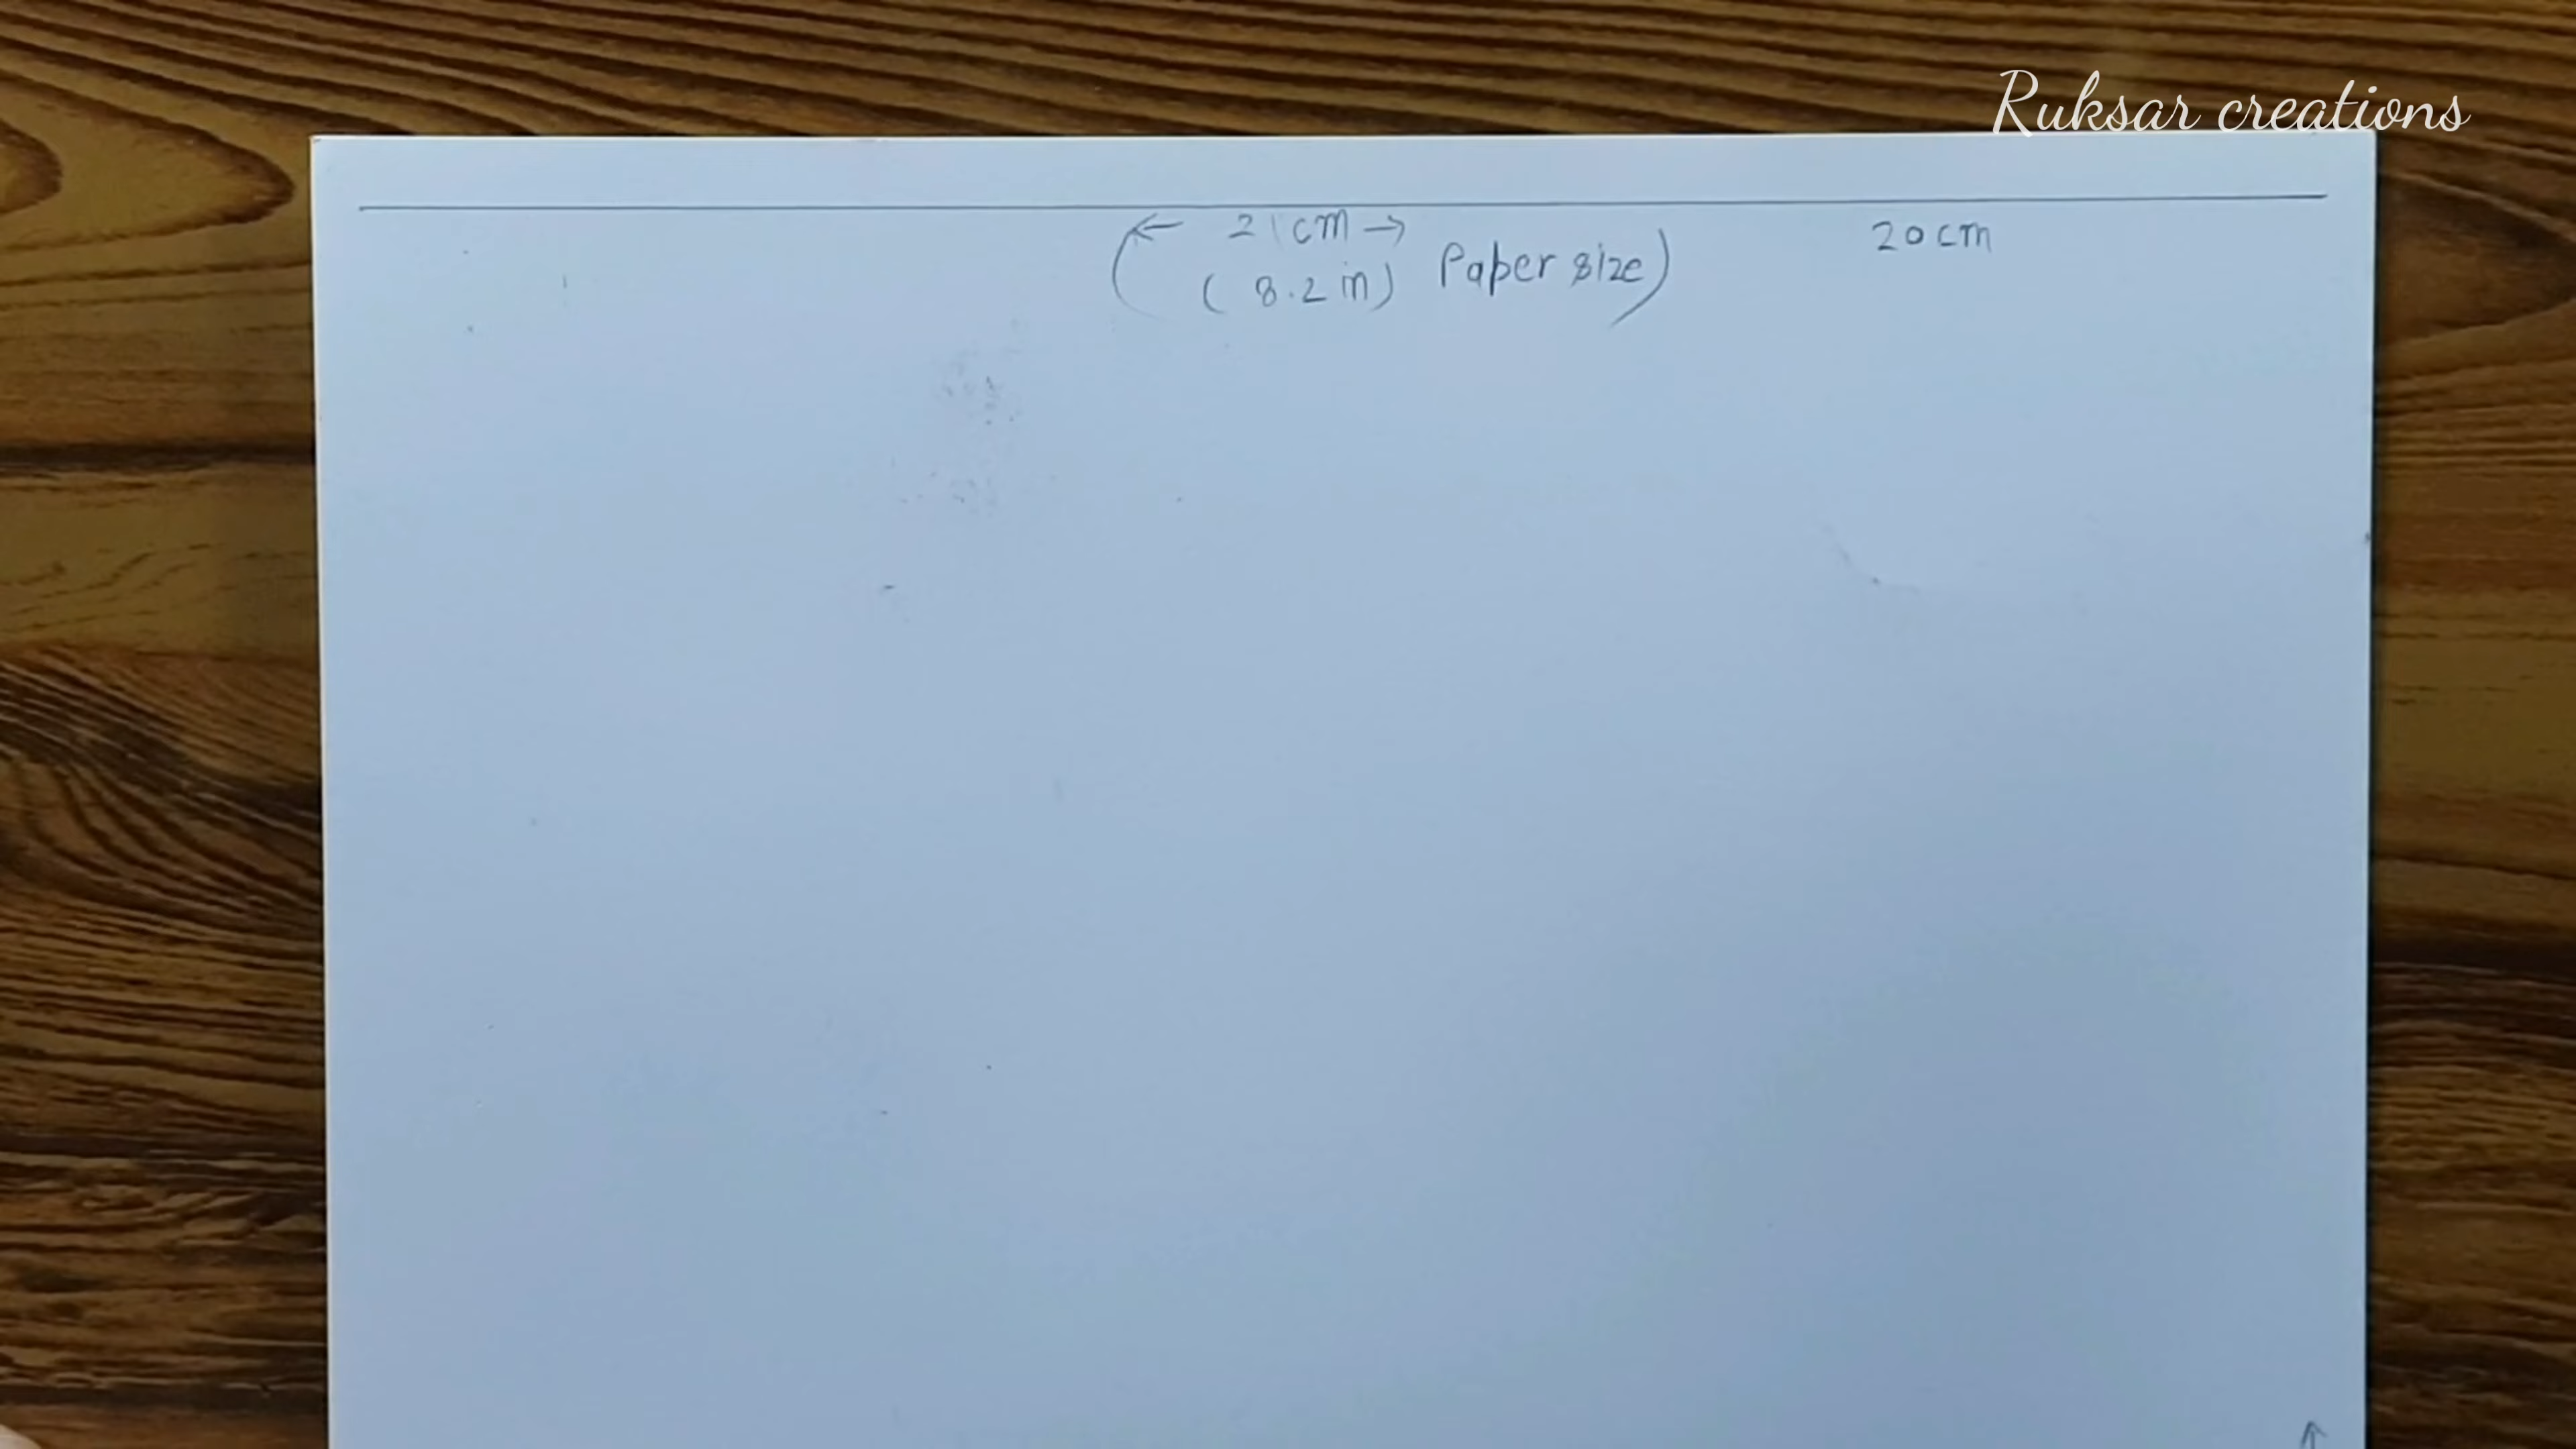 Ruksar creations
← 21cm → 20cm
( (8.2 in) Paper size)